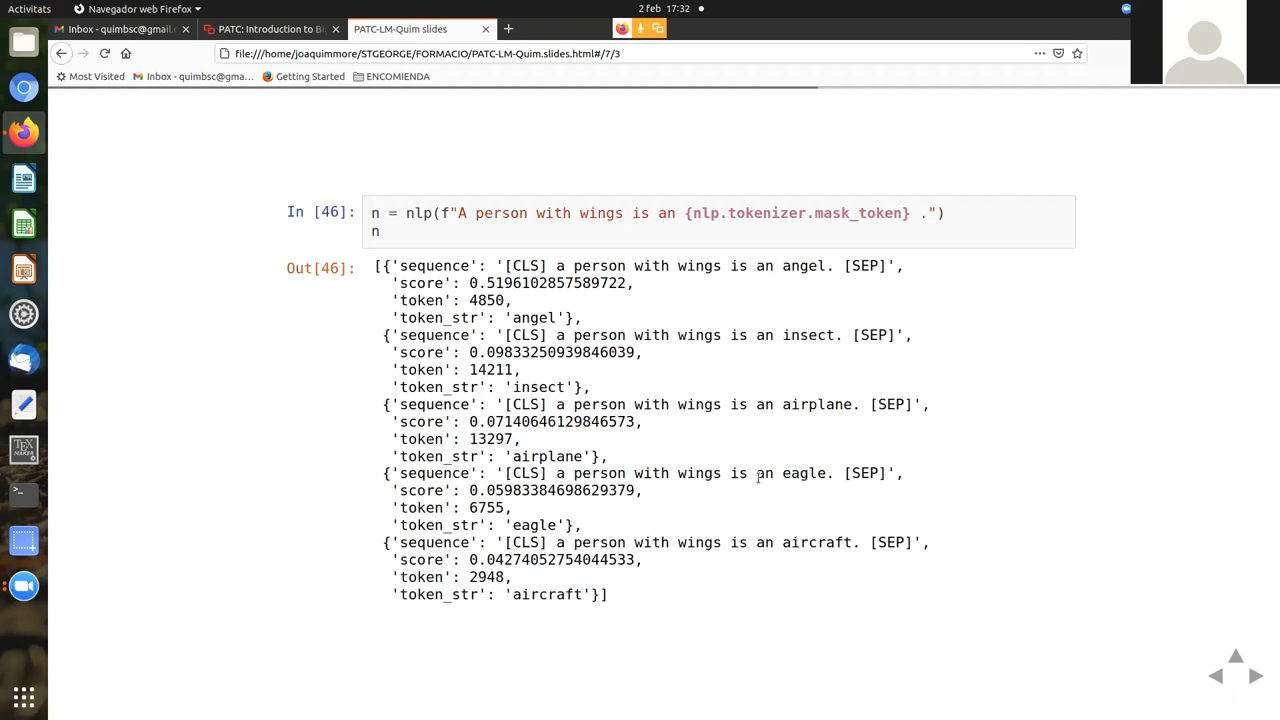 Activitats
Navegador web Firefox
2 feb 17:32
Inbox - quimbsc@gmail.c
PATC: Introduction to Bi
PATC-LM-Quim slides
file:///home/joaquimmore/STGEORGE/FORMACIO/PATC-LM-Quim.slides.html#/7/3
Most Visited
Inbox - quimbsc@gma...
Getting Started
ENCOMIENDA
In [46]:
n = nlp(f"A person with wings is an {nlp.tokenizer.mask_token} .")
n
Out[46]:
[{'sequence': '[CLS] a person with wings is an angel. [SEP]',
'score': 0.5196102857589722,
'token': 4850,
'token_str': 'angel'},
{'sequence': '[CLS] a person with wings is an insect. [SEP]',
'score': 0.09833250939846039,
'token': 14211,
'token_str': 'insect'},
{'sequence': '[CLS] a person with wings is an airplane. [SEP]',
'score': 0.07140646129846573,
'token': 13297,
'token_str': 'airplane'},
{'sequence': '[CLS] a person with wings is an eagle. [SEP]',
'score': 0.05983384698629379,
'token': 6755,
'token_str': 'eagle'},
{'sequence': '[CLS] a person with wings is an aircraft. [SEP]',
'score': 0.04274052754044533,
'token': 2948,
'token_str': 'aircraft'}]
TEX
MAKER